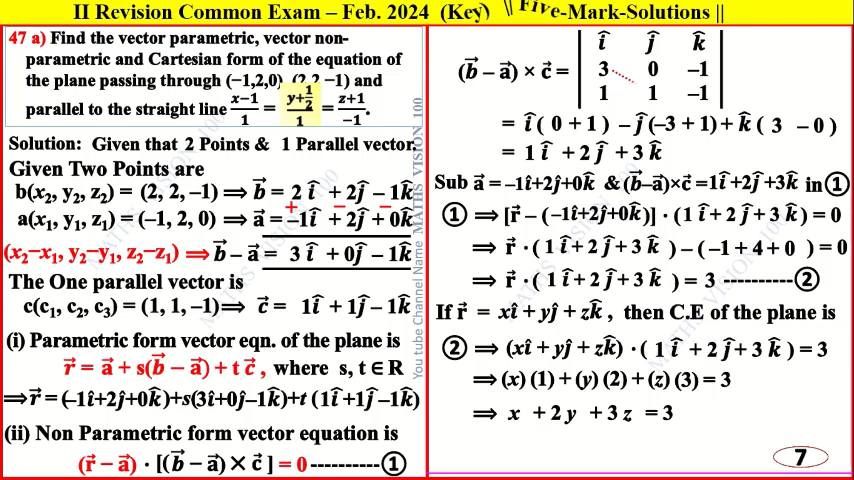 II Revision Common Exam – Feb. 2024 (Key) || Five-Mark-Solutions ||
47 a) Find the vector parametric, vector non-
parametric and Cartesian form of the equation of
the plane passing through (−1,2,0), (2,2 −1) and
parallel to the straight line (x−1)/1 = (y+1/2)/1 = (z+1)/−1.
Solution: Given that 2 Points & 1 Parallel vector.
Given Two Points are
b(x₂, y₂, z₂) = (2, 2, −1) ⟹ b⃗ = 2 î + 2ĵ − 1k̂
a(x₁, y₁, z₁) = (−1, 2, 0) ⟹ a⃗ = −1î + 2ĵ + 0k̂
+ − −
(x₂−x₁, y₂−y₁, z₂−z₁) ⟹ b⃗ − a⃗ = 3 î + 0ĵ − 1k̂
The One parallel vector is
c(c₁, c₂, c₃) = (1, 1, −1) ⟹ c⃗ = 1î + 1ĵ − 1k̂
(i) Parametric form vector eqn. of the plane is
r⃗ = a⃗ + s(b⃗ − a⃗) + t c⃗, where s, t ∈ R
⟹ r⃗ = (−1î+2ĵ+0k̂)+s(3î+0ĵ−1k̂)+t (1î+1ĵ−1k̂)
(ii) Non Parametric form vector equation is
(r⃗ − a⃗) · [(b⃗ − a⃗) × c⃗ ] = 0 ----------①
You tube Channel Name MATHS VISION 100
(b⃗ − a⃗) × c⃗ = | î ĵ k̂ |
| 3 0 −1 |
| 1 1 −1 |
= î ( 0 + 1) − ĵ(−3 + 1) + k̂ ( 3 − 0)
= 1 î + 2 ĵ + 3 k̂
Sub a⃗ = −1î+2ĵ+0k̂ & (b⃗−a⃗)×c⃗ =1î+2ĵ+3k̂ in①
① ⟹ [r⃗ − (−1î+2ĵ+0k̂)] · (1 î + 2 ĵ + 3 k̂ ) = 0
⟹ r⃗ · ( 1 î + 2 ĵ + 3 k̂ ) − ( −1 + 4 + 0 ) = 0
⟹ r⃗ · ( 1 î + 2 ĵ + 3 k̂ ) = 3 ----------②
If r⃗ = xî + yĵ + zk̂ , then C.E of the plane is
② ⟹ (xî + yĵ + zk̂) · ( 1 î + 2 ĵ + 3 k̂ ) = 3
⟹ (x) (1) + (y) (2) + (z) (3) = 3
⟹ x + 2 y + 3 z = 3
7
MATHS VISION 100